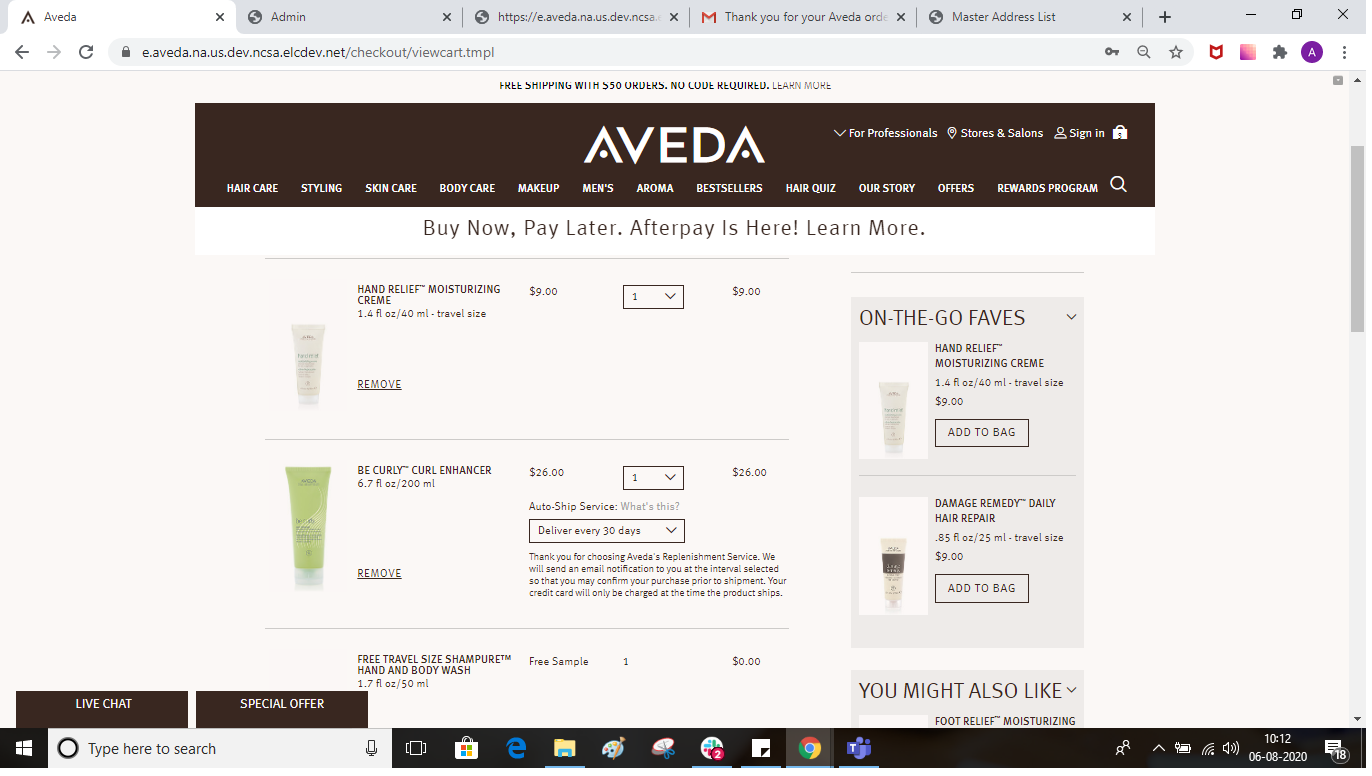 Aveda
Admin
https://e.aveda.na.us.dev.ncsa.e
Thank you for your Aveda orde
Master Address List
e.aveda.na.us.dev.ncsa.elcdev.net/checkout/viewcart.tmpl
A
FREE SHIPPING WITH $30 ORDERS. NO CODE REQUIRED. LEARN MORE
AVEDA
For Professionals
Stores & Salons
Sign in
HAIR CARE STYLING SKIN CARE BODY CARE MAKEUP MEN'S AROMA BESTSELLERS HAIR QUIZ OUR STORY OFFERS REWARDS PROGRAM
Buy Now, Pay Later. Afterpay Is Here! Learn More.
HAND RELIEF™ MOISTURIZING
CREME
1.4 fl oz/40 ml - travel size
$9.00
1
$9.00
REMOVE
BE CURLY™ CURL ENHANCER
6.7 fl oz/200 ml
$26.00
1
$26.00
Auto-Ship Service: What's this?
Deliver every 30 days
Thank you for choosing Aveda's Replenishment Service. We
will send an email notification to you at the interval selected
so that you may confirm your purchase prior to shipment. Your
credit card will only be charged at the time the product ships.
REMOVE
FREE TRAVEL SIZE SHAMPURE™
HAND AND BODY WASH
1.7 fl oz/50 ml
Free Sample
1
$0.00
ON-THE-GO FAVES
HAND RELIEF™
MOISTURIZING CREME
1.4 fl oz/40 ml - travel size
$9.00
ADD TO BAG
DAMAGE REMEDY™ DAILY
HAIR REPAIR
.85 fl oz/25 ml - travel size
$9.00
ADD TO BAG
YOU MIGHT ALSO LIKE
FOOT RELIEF™ MOISTURIZING
LIVE CHAT
SPECIAL OFFER
Type here to search
2
10:12
06-08-2020
18